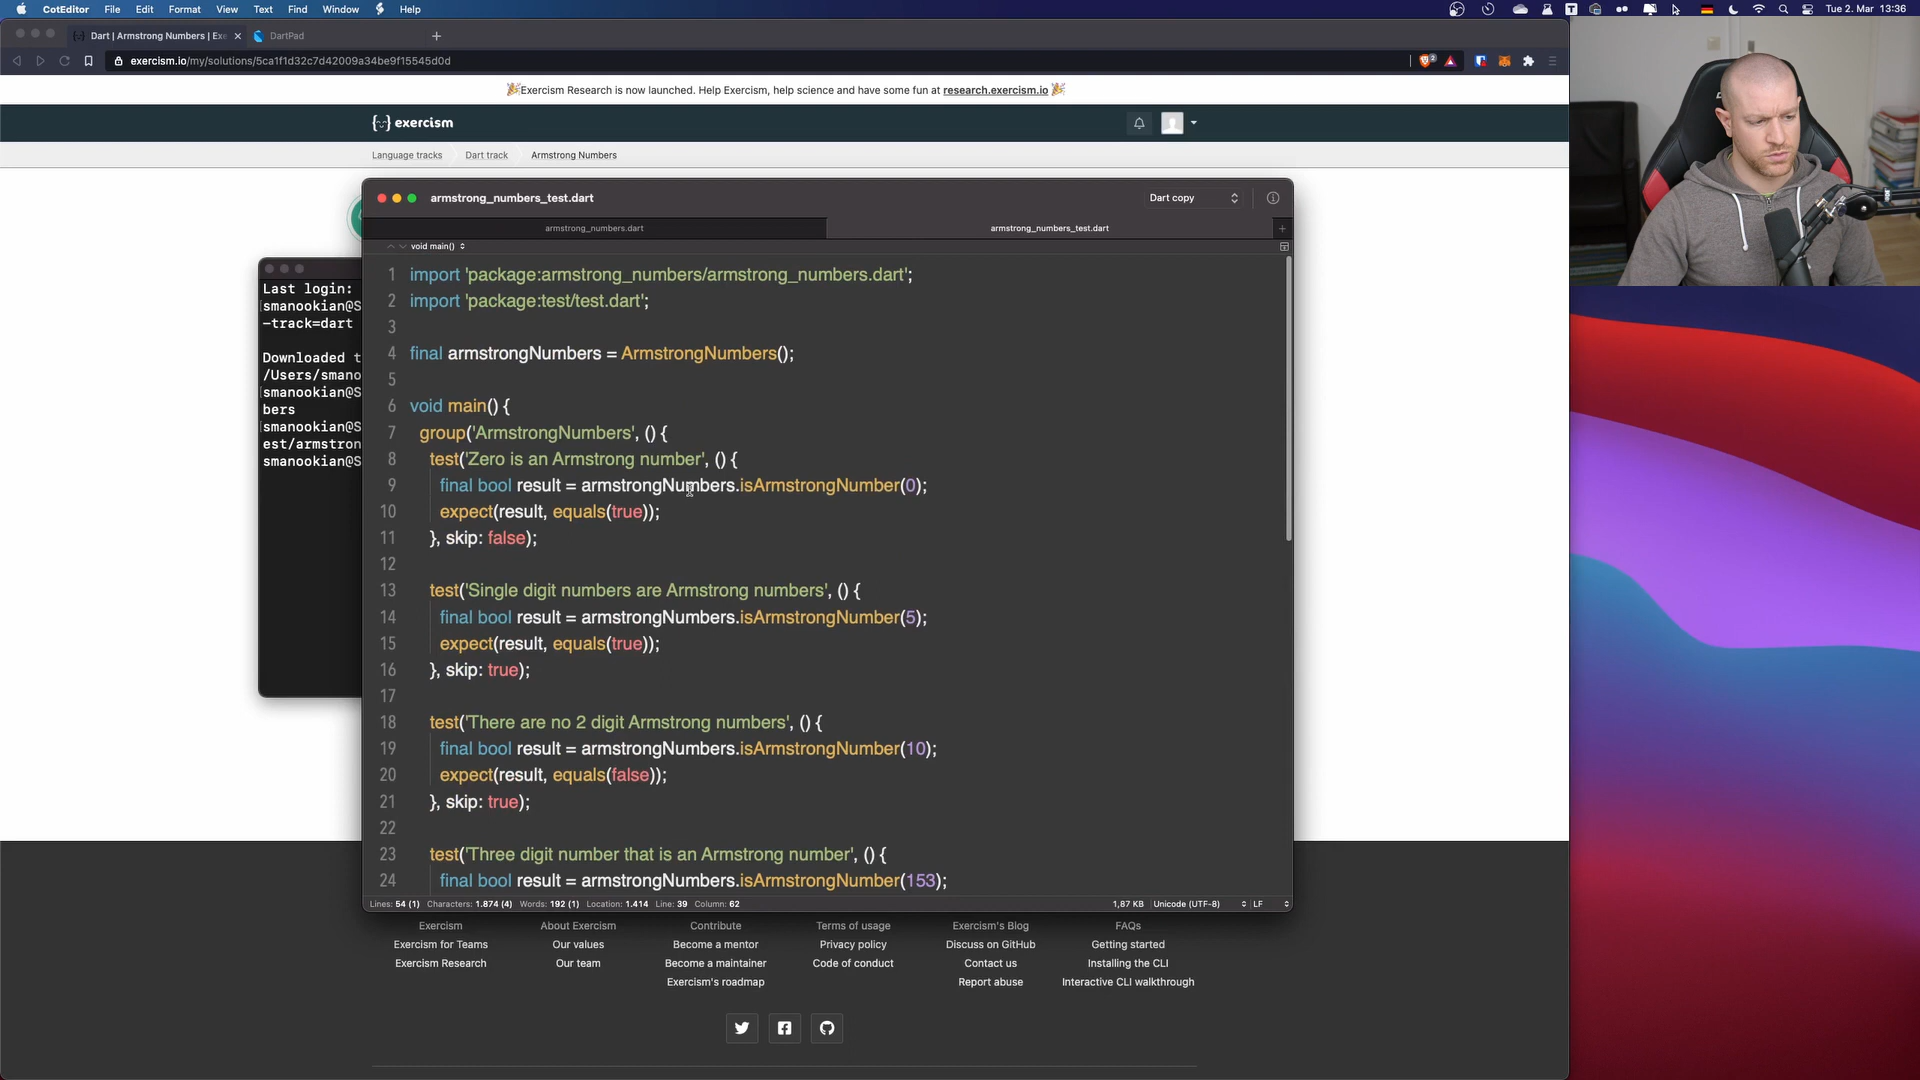 CotEditor File Edit Format View Text Find Window Help
Tue 2. Mar 13:36
Dart | Armstrong Numbers | Exe
DartPad
exercism.io/my/solutions/5ca1f1d32c7d42009a34be9f15545d0d
Exercism Research is now launched. Help Exercism, help science and have some fun at research.exercism.io
exercism
Language tracks Dart track Armstrong Numbers
armstrong_numbers_test.dart
Dart copy
armstrong_numbers.dart
armstrong_numbers_test.dart
void main()
Last login:
smanookian@S
-track=dart
Downloaded t
/Users/smano
smanookian@S
bers
smanookian@S
est/armstron
smanookian@S
1 import 'package:armstrong_numbers/armstrong_numbers.dart';
2 import 'package:test/test.dart';
3
4 final armstrongNumbers = ArmstrongNumbers();
5
6 void main() {
7 group('ArmstrongNumbers', () {
8 test('Zero is an Armstrong number', () {
9 final bool result = armstrongNumbers.isArmstrongNumber(0);
10 expect(result, equals(true));
11 }, skip: false);
12
13 test('Single digit numbers are Armstrong numbers', () {
14 final bool result = armstrongNumbers.isArmstrongNumber(5);
15 expect(result, equals(true));
16 }, skip: true);
17
18 test('There are no 2 digit Armstrong numbers', () {
19 final bool result = armstrongNumbers.isArmstrongNumber(10);
20 expect(result, equals(false));
21 }, skip: true);
22
23 test('Three digit number that is an Armstrong number', () {
24 final bool result = armstrongNumbers.isArmstrongNumber(153);
Lines: 54 (1) Characters: 1.874 (4) Words: 192 (1) Location: 1.414 Line: 39 Column: 62
1,87 KB Unicode (UTF-8) LF
Exercism About Exercism Contribute Terms of usage Exercism's Blog FAQs
Exercism for Teams Our values Become a mentor Privacy policy Discuss on GitHub Getting started
Exercism Research Our team Become a maintainer Code of conduct Contact us Installing the CLI
Exercism's roadmap Report abuse Interactive CLI walkthrough